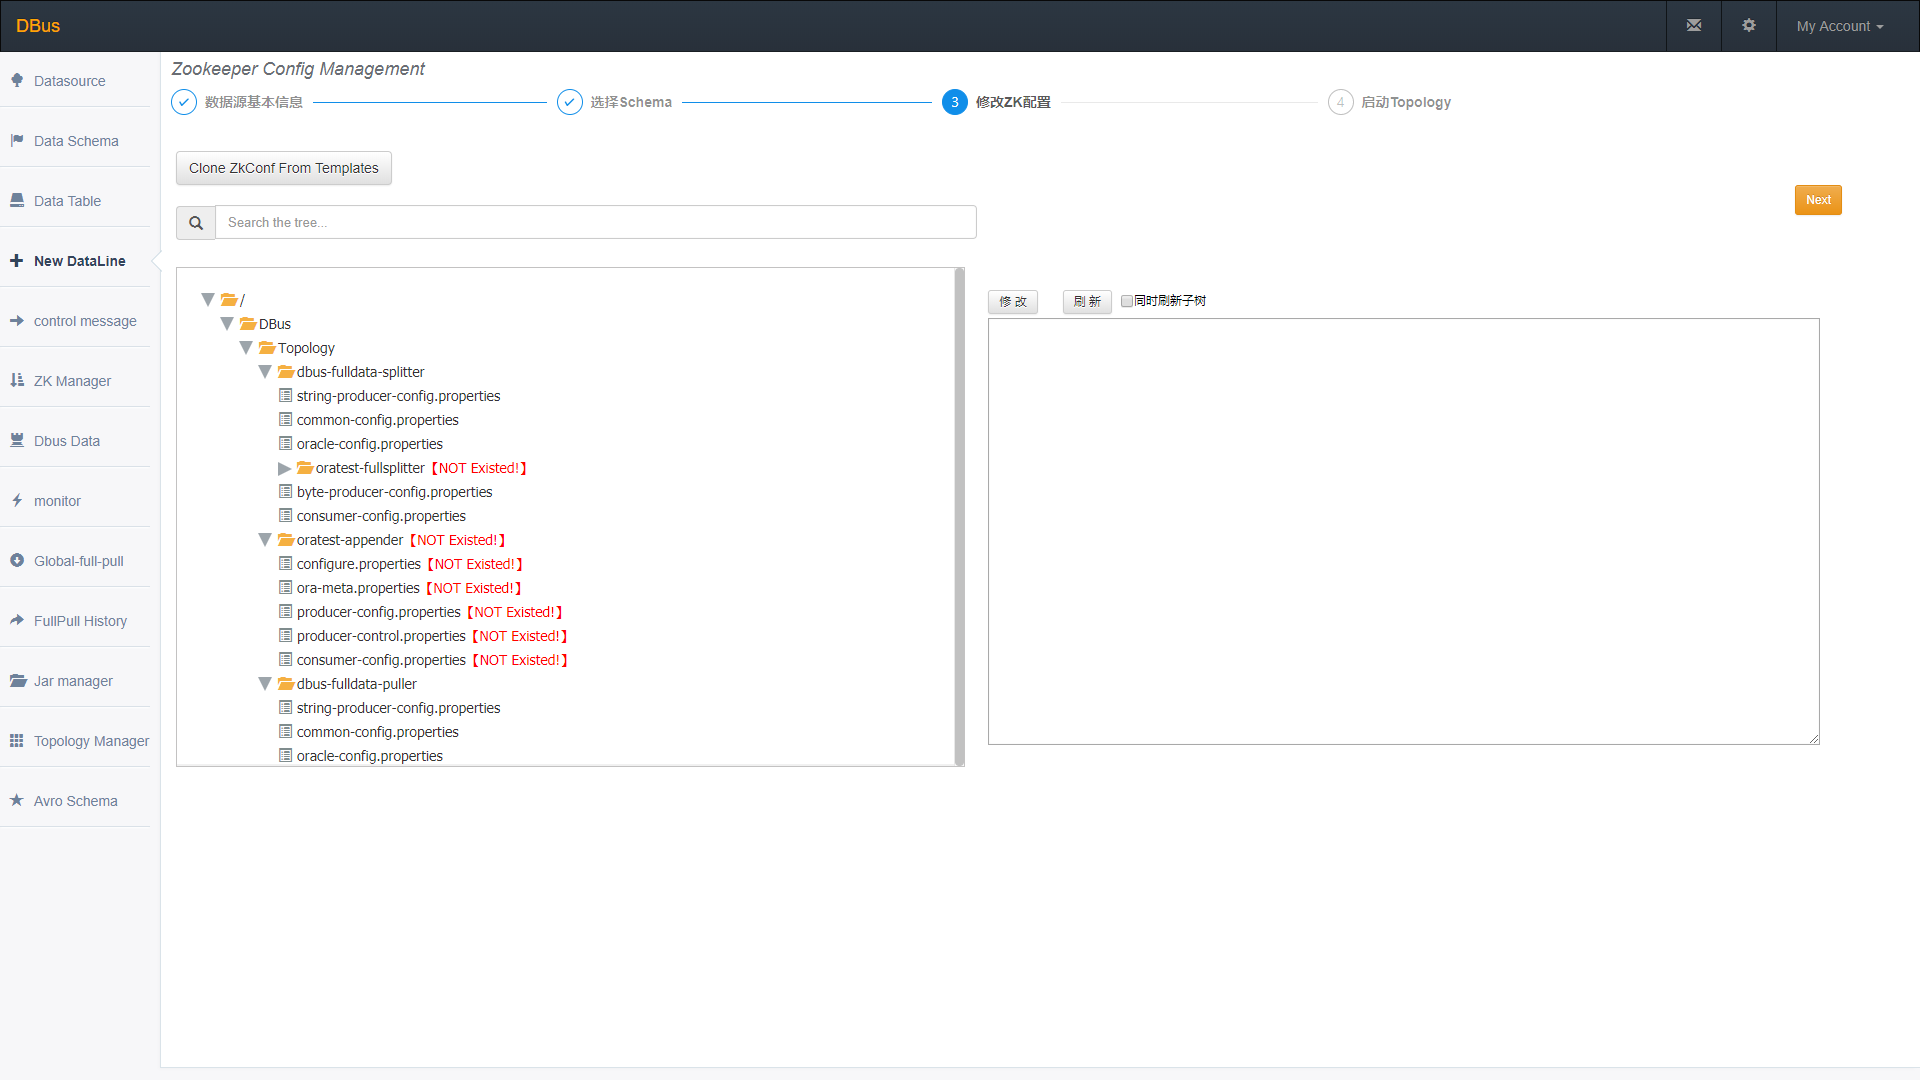 DBus
My Account
Datasource
Data Schema
Data Table
New DataLine
control message
ZK Manager
Dbus Data
monitor
Global-full-pull
FullPull History
Jar manager
Topology Manager
Avro Schema
Zookeeper Config Management
数据源基本信息
选择Schema
3 修改ZK配置
4 启动Topology
Clone ZkConf From Templates
Next
Search the tree...
/
DBus
Topology
dbus-fulldata-splitter
string-producer-config.properties
common-config.properties
oracle-config.properties
oratest-fullsplitter【NOT Existed!】
byte-producer-config.properties
consumer-config.properties
oratest-appender【NOT Existed!】
configure.properties【NOT Existed!】
ora-meta.properties【NOT Existed!】
producer-config.properties【NOT Existed!】
producer-control.properties【NOT Existed!】
consumer-config.properties【NOT Existed!】
dbus-fulldata-puller
string-producer-config.properties
common-config.properties
oracle-config.properties
修 改 刷 新 同时刷新子树